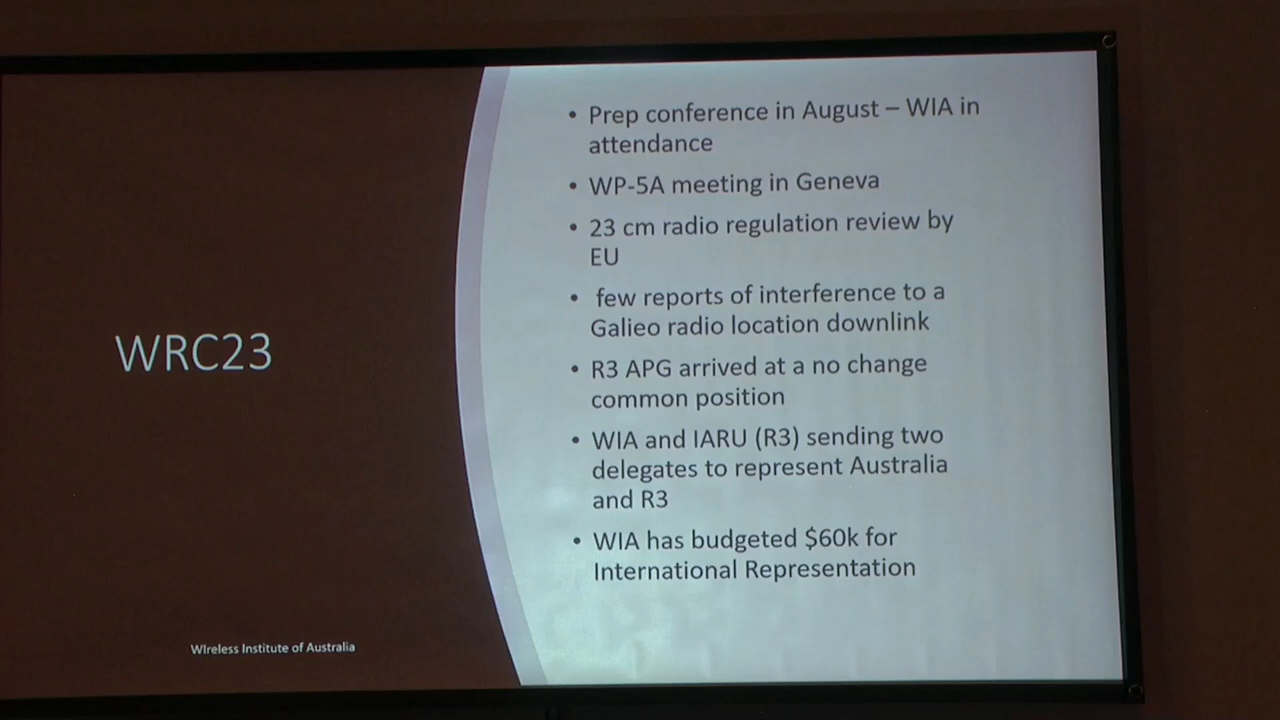 WRC23
WIreless Institute of Australia
• Prep conference in August – WIA in
attendance
• WP-5A meeting in Geneva
• 23 cm radio regulation review by
EU
• few reports of interference to a
Galieo radio location downlink
• R3 APG arrived at a no change
common position
• WIA and IARU (R3) sending two
delegates to represent Australia
and R3
• WIA has budgeted $60k for
International Representation